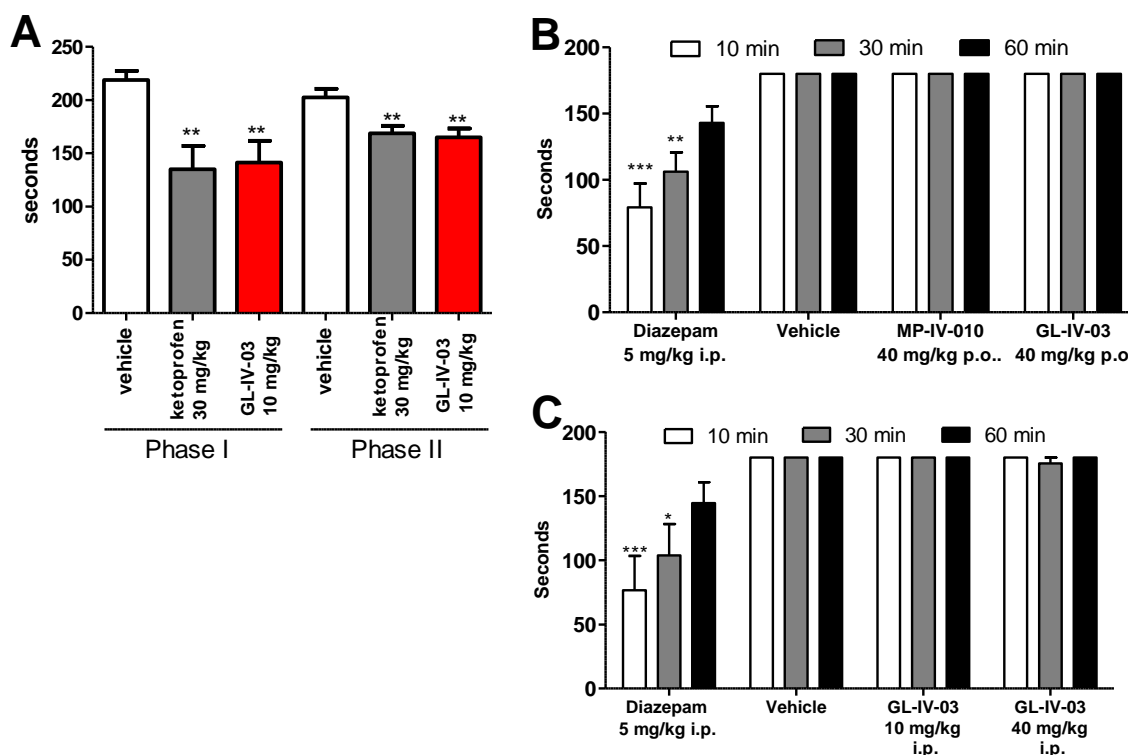 A
250
200
150
100
50
0
seconds
**
**
**
**
vehicle
ketoprofen
30 mg/kg
GL-IV-03
10 mg/kg
vehicle
ketoprofen
30 mg/kg
GL-IV-03
10 mg/kg
Phase I
Phase II
B
10 min
30 min
60 min
200
150
100
50
0
Seconds
***
**
Diazepam
5 mg/kg i.p.
Vehicle
MP-IV-010
40 mg/kg p.o..
GL-IV-03
40 mg/kg p.o
C
10 min
30 min
60 min
200
150
100
50
0
Seconds
***
*
Diazepam
5 mg/kg i.p.
Vehicle
GL-IV-03
10 mg/kg
i.p.
GL-IV-03
40 mg/kg
i.p.